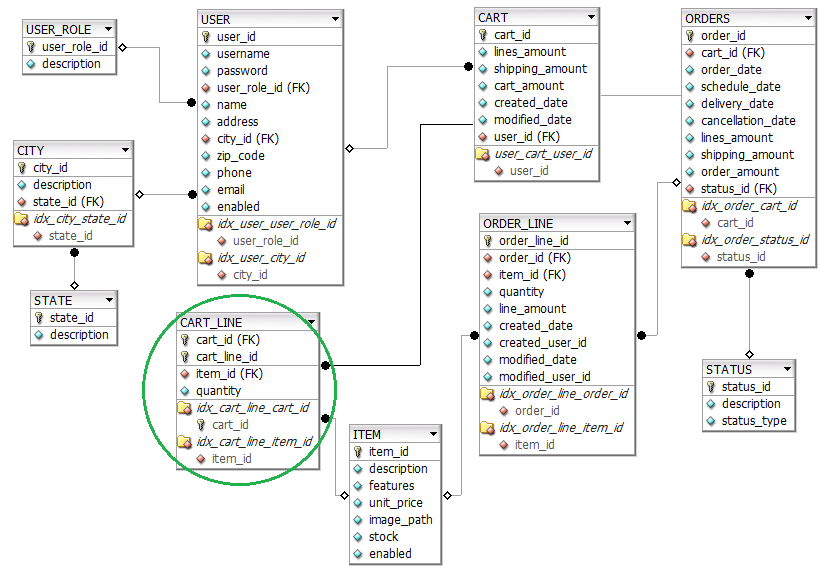 USER_ROLE
user_role_id
description
USER
user_id
username
password
user_role_id (FK)
name
address
city_id (FK)
zip_code
phone
email
enabled
idx_user_user_role_id
user_role_id
idx_user_city_id
city_id
CART
cart_id
lines_amount
shipping_amount
cart_amount
created_date
modified_date
user_id (FK)
user_cart_user_id
user_id
ORDERS
order_id
cart_id (FK)
order_date
schedule_date
delivery_date
cancellation_date
lines_amount
shipping_amount
order_amount
status_id (FK)
idx_order_cart_id
cart_id
idx_order_status_id
status_id
CITY
city_id
description
state_id (FK)
idx_city_state_id
state_id
STATE
state_id
description
CART_LINE
cart_id (FK)
cart_line_id
item_id (FK)
quantity
idx_cart_line_cart_id
cart_id
idx_cart_line_item_id
item_id
ORDER_LINE
order_line_id
order_id (FK)
item_id (FK)
quantity
line_amount
created_date
created_user_id
modified_date
modified_user_id
idx_order_line_order_id
order_id
idx_order_line_item_id
item_id
ITEM
item_id
description
features
unit_price
image_path
stock
enabled
STATUS
status_id
description
status_type